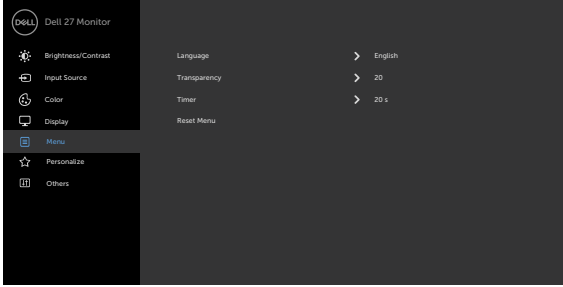 DELL Dell 27 Monitor
Brightness/Contrast Language English
Input Source Transparency 20
Color Timer 20 s
Display Reset Menu
Menu
Personalize
Others